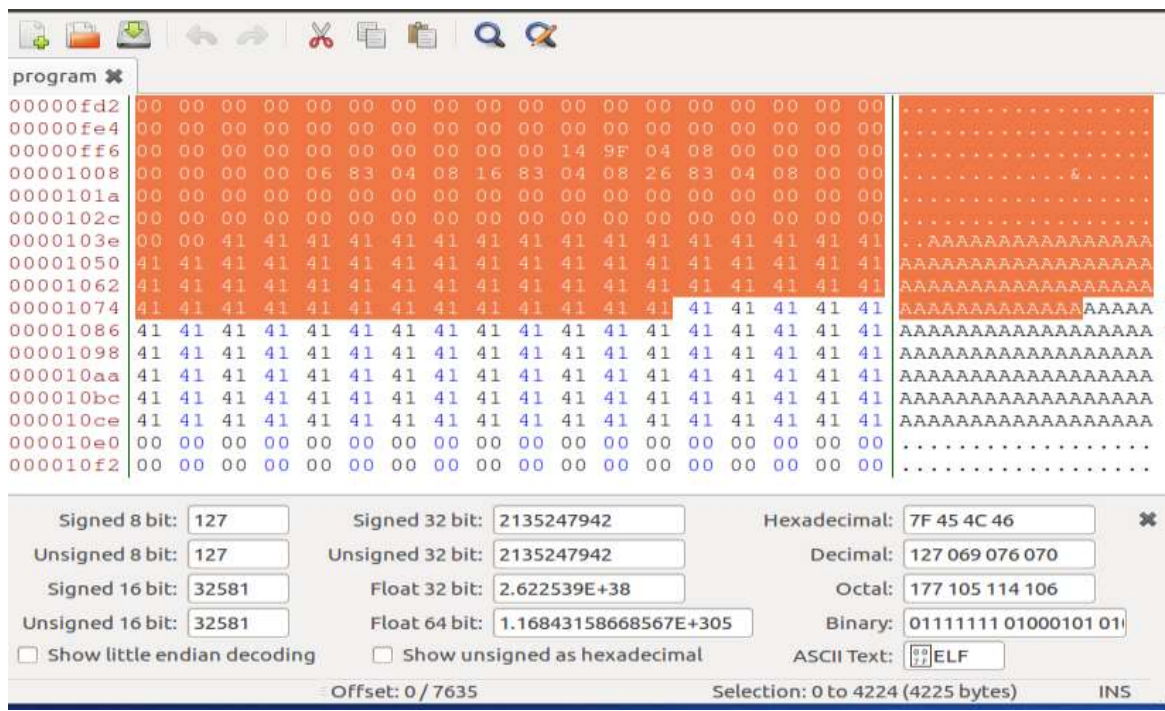 program ✖
00000fd2 00 00 00 00 00 00 00 00 00 00 00 00 00 00 00 00 00 00 ..................
00000fe4 00 00 00 00 00 00 00 00 00 00 00 00 00 00 00 00 00 00 ..................
00000ff6 00 00 00 00 00 00 00 00 00 00 14 9F 04 08 00 00 00 00 ..................
00001008 00 00 00 00 06 83 04 08 16 83 04 08 26 83 04 08 00 00 ............&.....
0000101a 00 00 00 00 00 00 00 00 00 00 00 00 00 00 00 00 00 00 ..................
0000102c 00 00 00 00 00 00 00 00 00 00 00 00 00 00 00 00 00 00 ..................
0000103e 00 00 41 41 41 41 41 41 41 41 41 41 41 41 41 41 41 41 ..AAAAAAAAAAAAAAAA
00001050 41 41 41 41 41 41 41 41 41 41 41 41 41 41 41 41 41 41 AAAAAAAAAAAAAAAAAA
00001062 41 41 41 41 41 41 41 41 41 41 41 41 41 41 41 41 41 41 AAAAAAAAAAAAAAAAAA
00001074 41 41 41 41 41 41 41 41 41 41 41 41 41 41 41 41 41 41 AAAAAAAAAAAAAAAAAA
00001086 41 41 41 41 41 41 41 41 41 41 41 41 41 41 41 41 41 41 AAAAAAAAAAAAAAAAAA
00001098 41 41 41 41 41 41 41 41 41 41 41 41 41 41 41 41 41 41 AAAAAAAAAAAAAAAAAA
000010aa 41 41 41 41 41 41 41 41 41 41 41 41 41 41 41 41 41 41 AAAAAAAAAAAAAAAAAA
000010bc 41 41 41 41 41 41 41 41 41 41 41 41 41 41 41 41 41 41 AAAAAAAAAAAAAAAAAA
000010ce 41 41 41 41 41 41 41 41 41 41 41 41 41 41 41 41 41 41 AAAAAAAAAAAAAAAAAA
000010e0 00 00 00 00 00 00 00 00 00 00 00 00 00 00 00 00 00 00 ..................
000010f2 00 00 00 00 00 00 00 00 00 00 00 00 00 00 00 00 00 00 ..................
Signed 8 bit: 127 Signed 32 bit: 2135247942 Hexadecimal: 7F 45 4C 46
Unsigned 8 bit: 127 Unsigned 32 bit: 2135247942 Decimal: 127 069 076 070
Signed 16 bit: 32581 Float 32 bit: 2.622539E+38 Octal: 177 105 114 106
Unsigned 16 bit: 32581 Float 64 bit: 1.16843158668567E+305 Binary: 01111111 01000101 01
Show little endian decoding Show unsigned as hexadecimal ASCII Text: ELF
Offset: 0 / 7635 Selection: 0 to 4224 (4225 bytes) INS